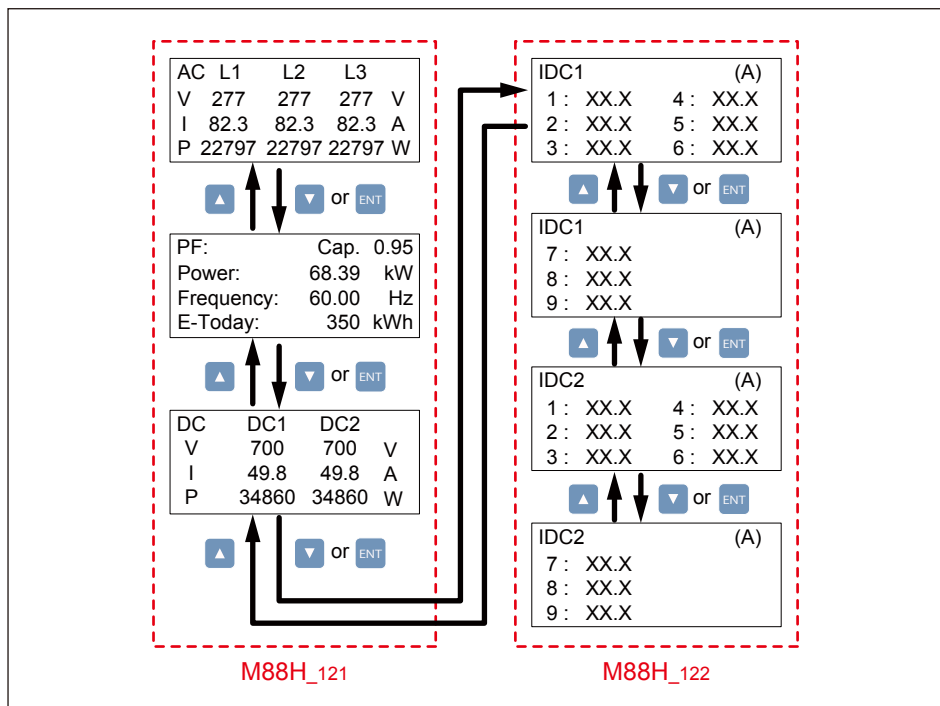 AC L1 L2 L3
V 277 277 277 V
I 82.3 82.3 82.3 A
P 22797 22797 22797 W
▲ ▼ or ENT
PF: Cap. 0.95
Power: 68.39 kW
Frequency: 60.00 Hz
E-Today: 350 kWh
▲ ▼ or ENT
DC DC1 DC2
V 700 700 V
I 49.8 49.8 A
P 34860 34860 W
▲ ▼ or ENT
M88H_121
IDC1 (A)
1 : XX.X 4 : XX.X
2 : XX.X 5 : XX.X
3 : XX.X 6 : XX.X
▲ ▼ or ENT
IDC1 (A)
7 : XX.X
8 : XX.X
9 : XX.X
▲ ▼ or ENT
IDC2 (A)
1 : XX.X 4 : XX.X
2 : XX.X 5 : XX.X
3 : XX.X 6 : XX.X
▲ ▼ or ENT
IDC2 (A)
7 : XX.X
8 : XX.X
9 : XX.X
M88H_122